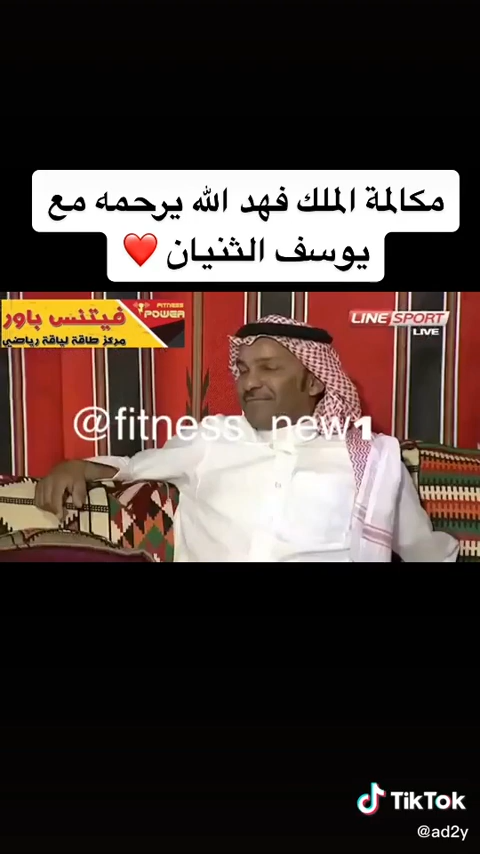 مكالمة الملك فهد الله يرحمه مع
يوسف الثنيان ❤️
فيتنس باور
FITNESS
POWER
مركز طاقة لياقة رياضي
LINE SPORT
LIVE
@fitness_new1
TikTok
@ad2y